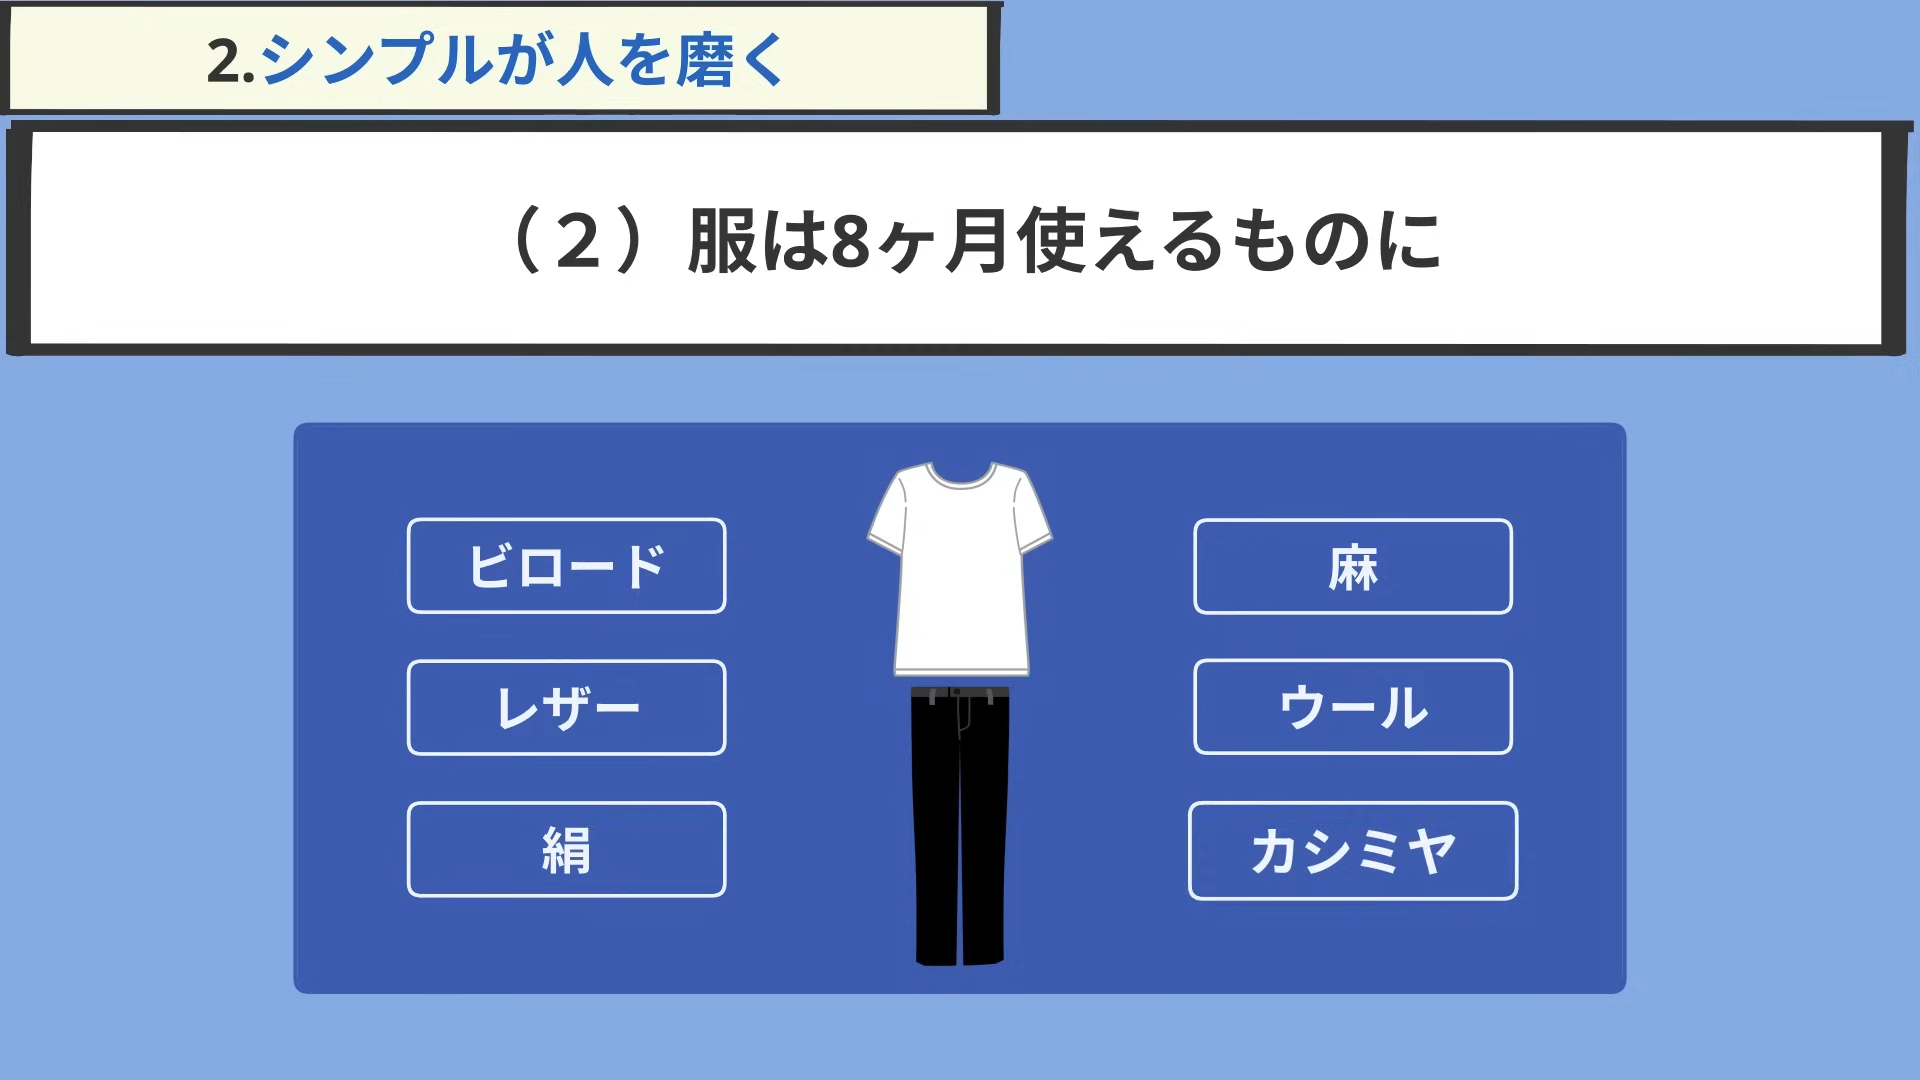 2.シンプルが人を磨く
（２）服は8ヶ月使えるものに
ビロード
麻
レザー
ウール
絹
カシミヤ